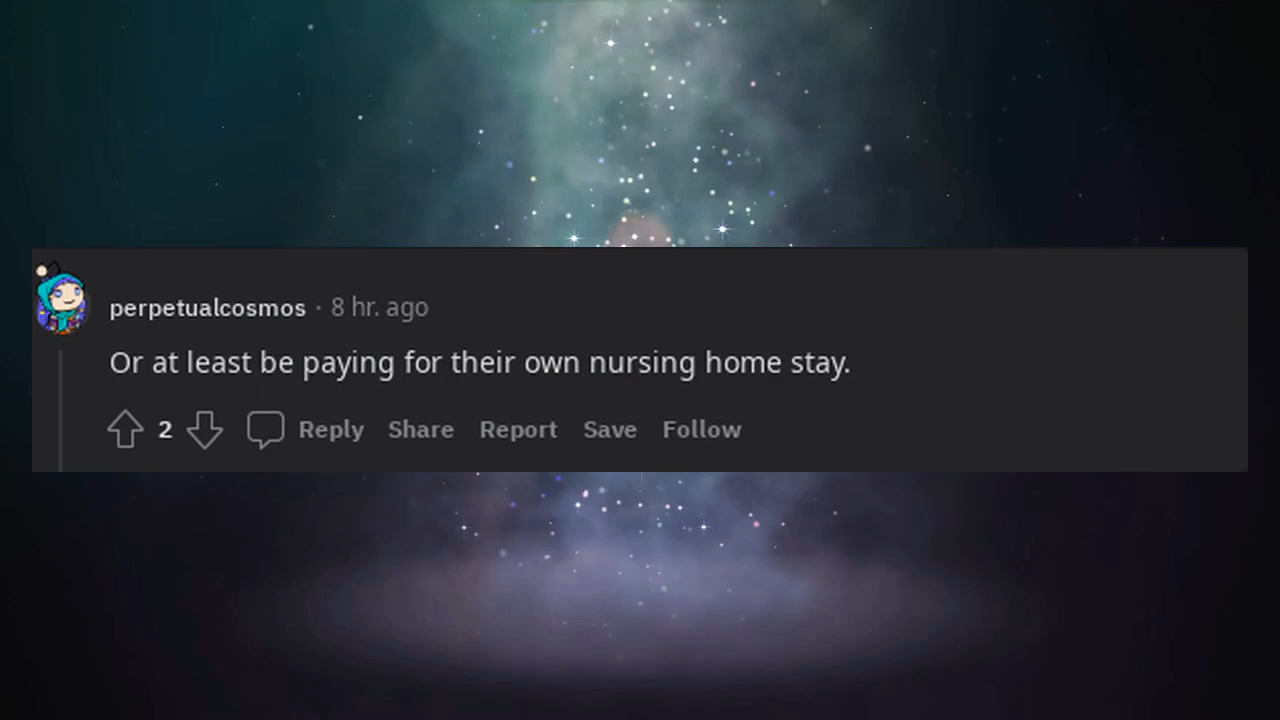 perpetualcosmos · 8 hr. ago
Or at least be paying for their own nursing home stay.
2 Reply Share Report Save Follow